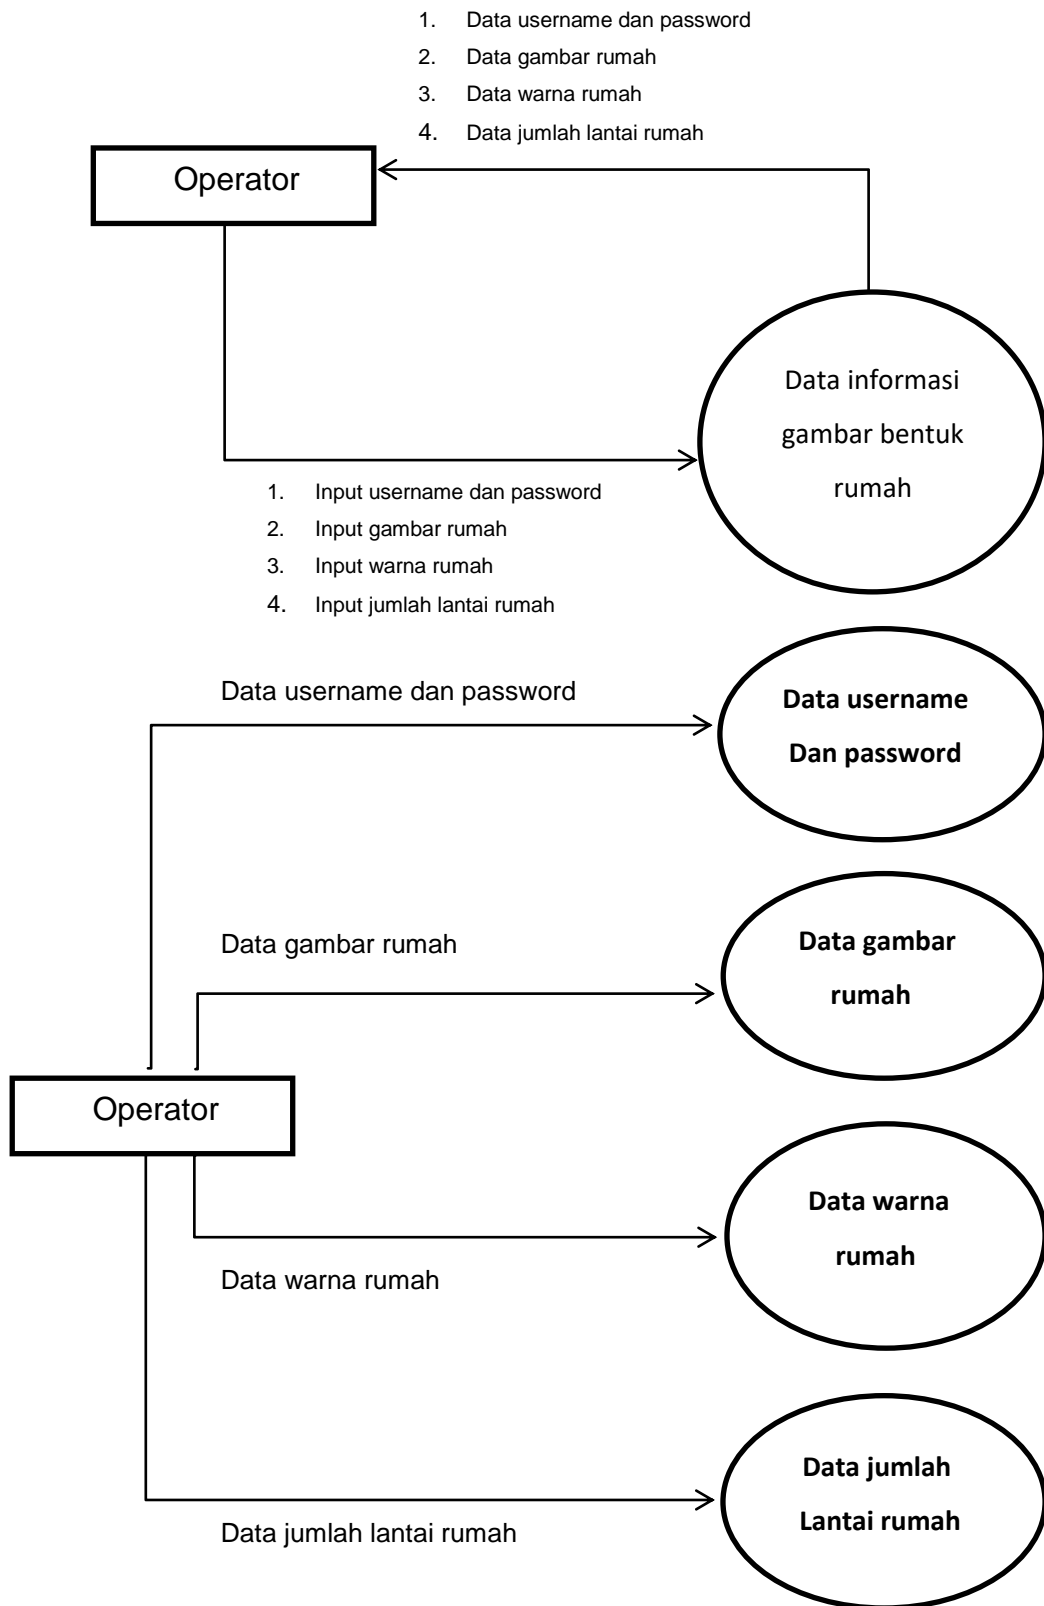 1. Data username dan password
2. Data gambar rumah
3. Data warna rumah
4. Data jumlah lantai rumah
Operator
Data informasi
gambar bentuk
rumah
1. Input username dan password
2. Input gambar rumah
3. Input warna rumah
4. Input jumlah lantai rumah
Data username dan password
Data username
Dan password
Data gambar rumah
Data gambar
rumah
Operator
Data warna
rumah
Data warna rumah
Data jumlah
Lantai rumah
Data jumlah lantai rumah